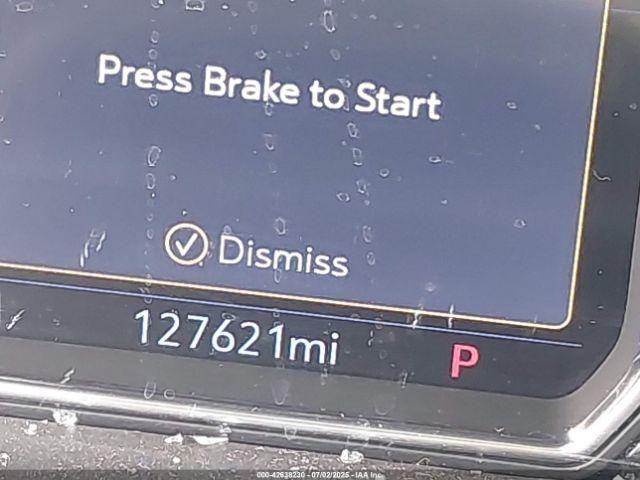 Press Brake to Start
Dismiss
127621mi
P
000-42638230 - 07/02/2025 - IAA Inc.